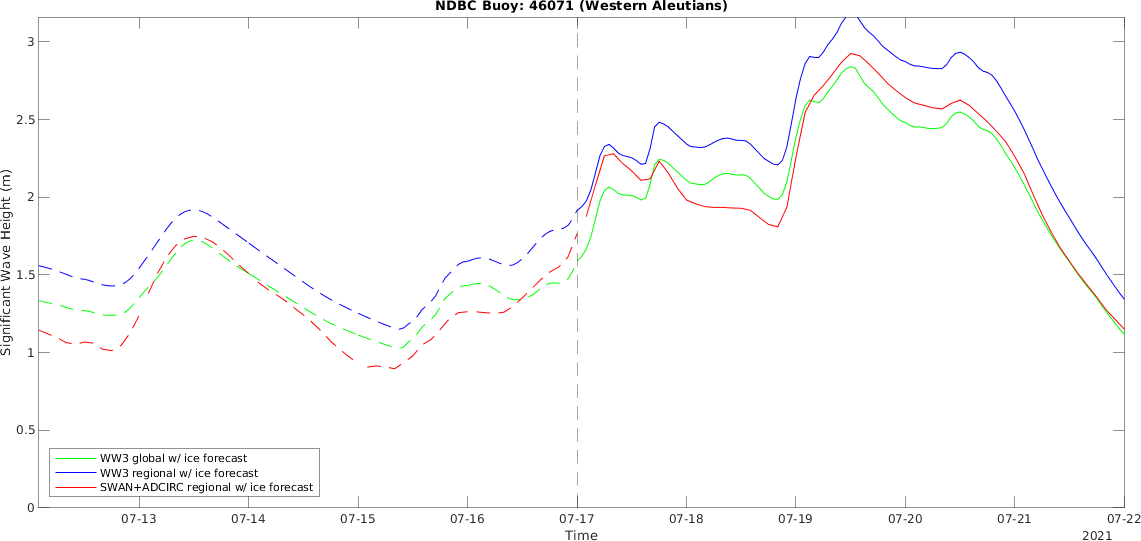 NDBC Buoy: 46071 (Western Aleutians)
3
2.5
2
1.5
1
0.5
0
Significant Wave Height (m)
WW3 global w/ ice forecast
WW3 regional w/ ice forecast
SWAN+ADCIRC regional w/ ice forecast
07-13 07-14 07-15 07-16 07-17 07-18 07-19 07-20 07-21 07-22
Time 2021